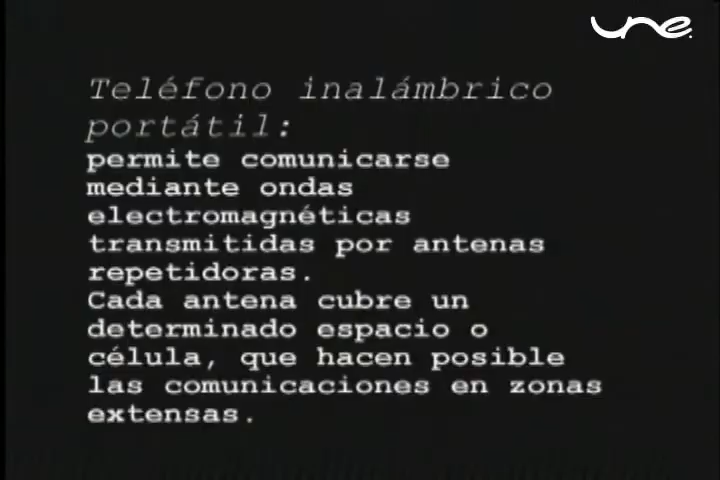 une
Teléfono inalámbrico
portátil:
permite comunicarse
mediante ondas
electromagnéticas
transmitidas por antenas
repetidoras.
Cada antena cubre un
determinado espacio o
célula, que hacen posible
las comunicaciones en zonas
extensas.